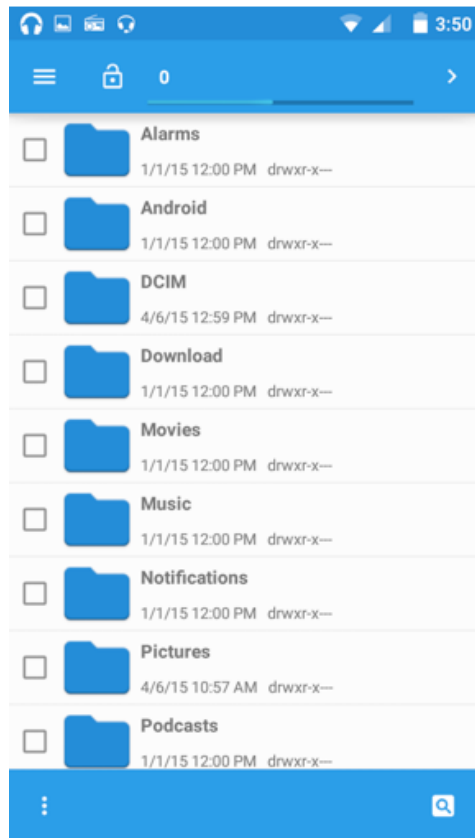 3:50
0
Alarms
1/1/15 12:00 PM drwxr-x---
Android
1/1/15 12:00 PM drwxr-x---
DCIM
4/6/15 12:59 PM drwxr-x---
Download
1/1/15 12:00 PM drwxr-x---
Movies
1/1/15 12:00 PM drwxr-x---
Music
1/1/15 12:00 PM drwxr-x---
Notifications
1/1/15 12:00 PM drwxr-x---
Pictures
4/6/15 10:57 AM drwxr-x---
Podcasts
1/1/15 12:00 PM drwxr-x---